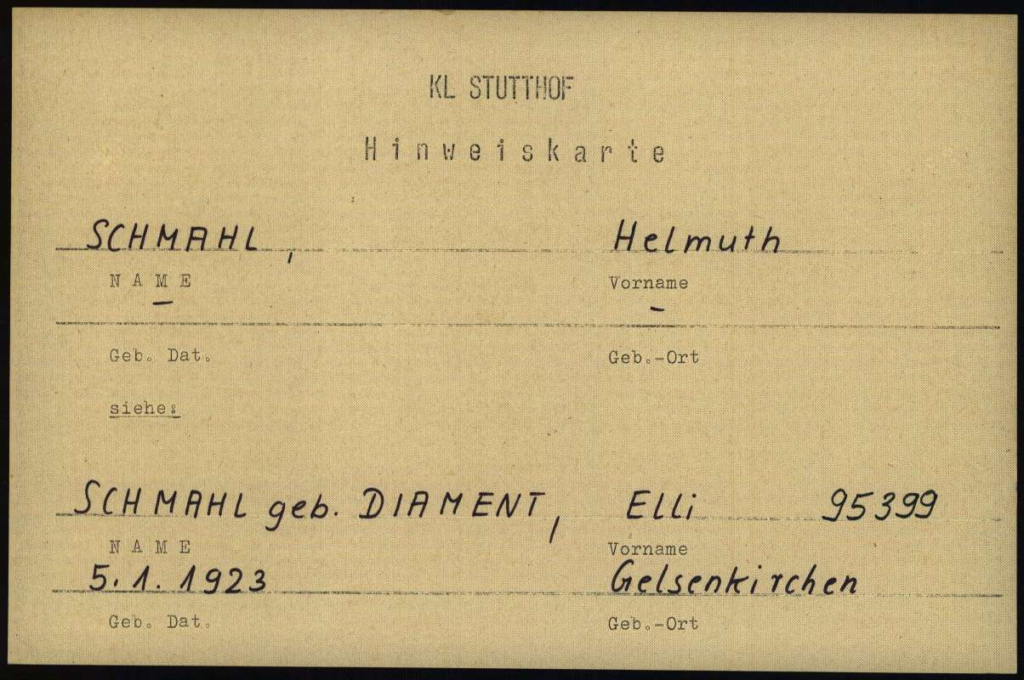 KL STUTTHOF
Hinweiskarte
SCHMAHL, Helmuth
NAME Vorname
– –
Geb. Dat. Geb.-Ort
siehe:
SCHMAHL geb. DIAMENT, Elli 95399
NAME Vorname
5.1.1923 Gelsenkirchen
Geb. Dat. Geb.-Ort